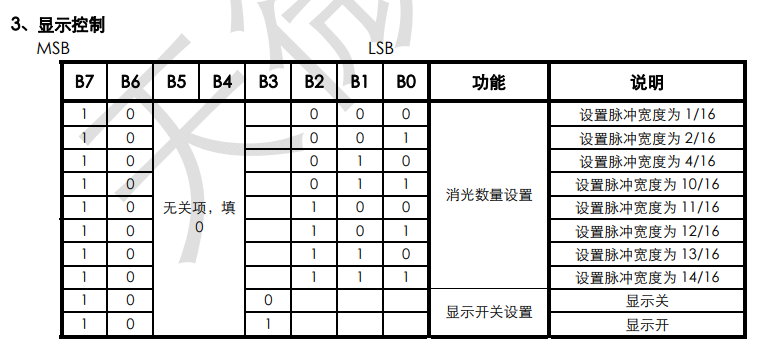 3、显示控制
MSB LSB
B7 B6 B5 B4 B3 B2 B1 B0 功能 说明
1 0 无关项，填0 0 0 0 消光数量设置 设置脉冲宽度为 1/16
1 0 0 0 1 设置脉冲宽度为 2/16
1 0 0 1 0 设置脉冲宽度为 4/16
1 0 0 1 1 设置脉冲宽度为 10/16
1 0 1 0 0 设置脉冲宽度为 11/16
1 0 1 0 1 设置脉冲宽度为 12/16
1 0 1 1 0 设置脉冲宽度为 13/16
1 0 1 1 1 设置脉冲宽度为 14/16
1 0 0 显示开关设置 显示关
1 0 1 显示开